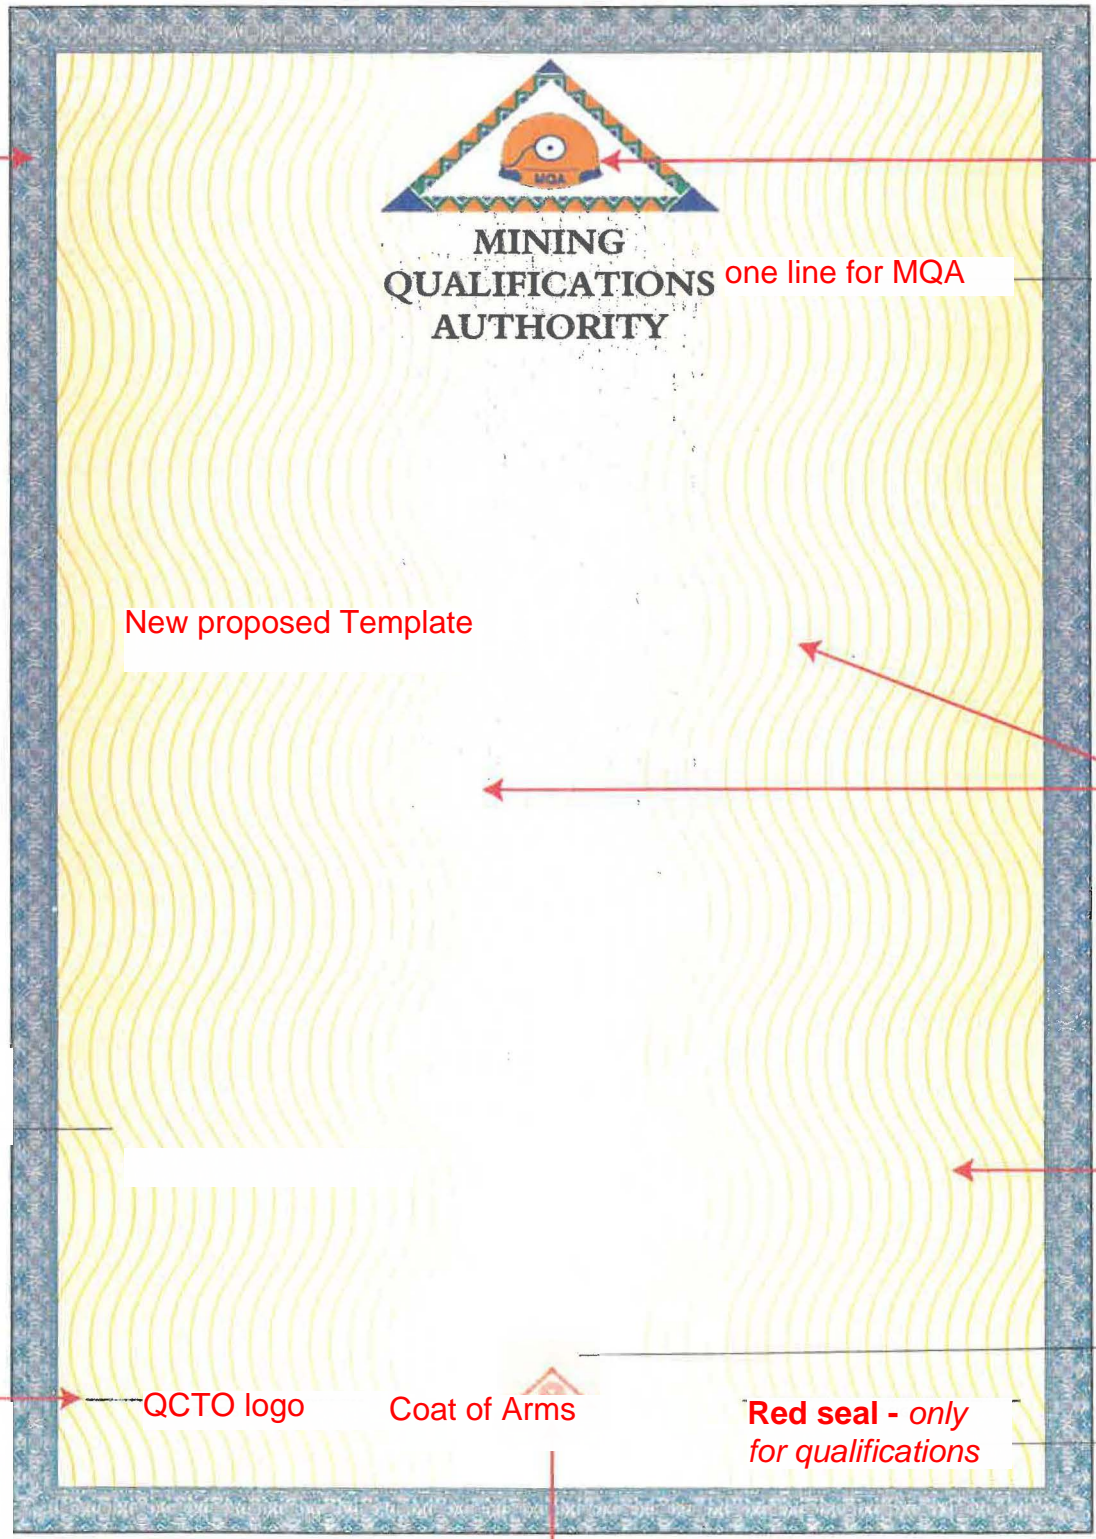 MQA
MINING
QUALIFICATIONS
AUTHORITY
one line for MQA
New proposed Template
QCTO logo
Coat of Arms
Red seal - only
for qualifications